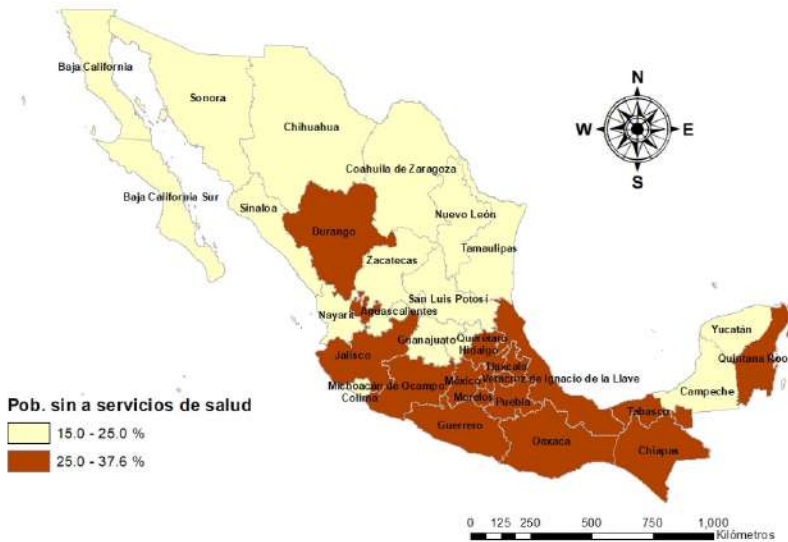 Baja California
Sonora
Chihuahua
Coahuila de Zaragoza
Baja California Sur
Sinaloa
Nuevo León
Durango
Tamaulipas
Zacatecas
San Luis Potosí
Nayarit
Aguascalientes
Yucatán
Guanajuato
Querétaro
Hidalgo
Jalisco
Quintana Roo
Tlaxcala
Michoacán de Ocampo
México
Veracruz de Ignacio de la Llave
Campeche
Colima
Morelos
Puebla
Tabasco
Guerrero
Oaxaca
Chiapas
N
W
E
S
Pob. sin a servicios de salud
15.0 - 25.0 %
25.0 - 37.6 %
0 125 250 500 750 1,000
Kilómetros